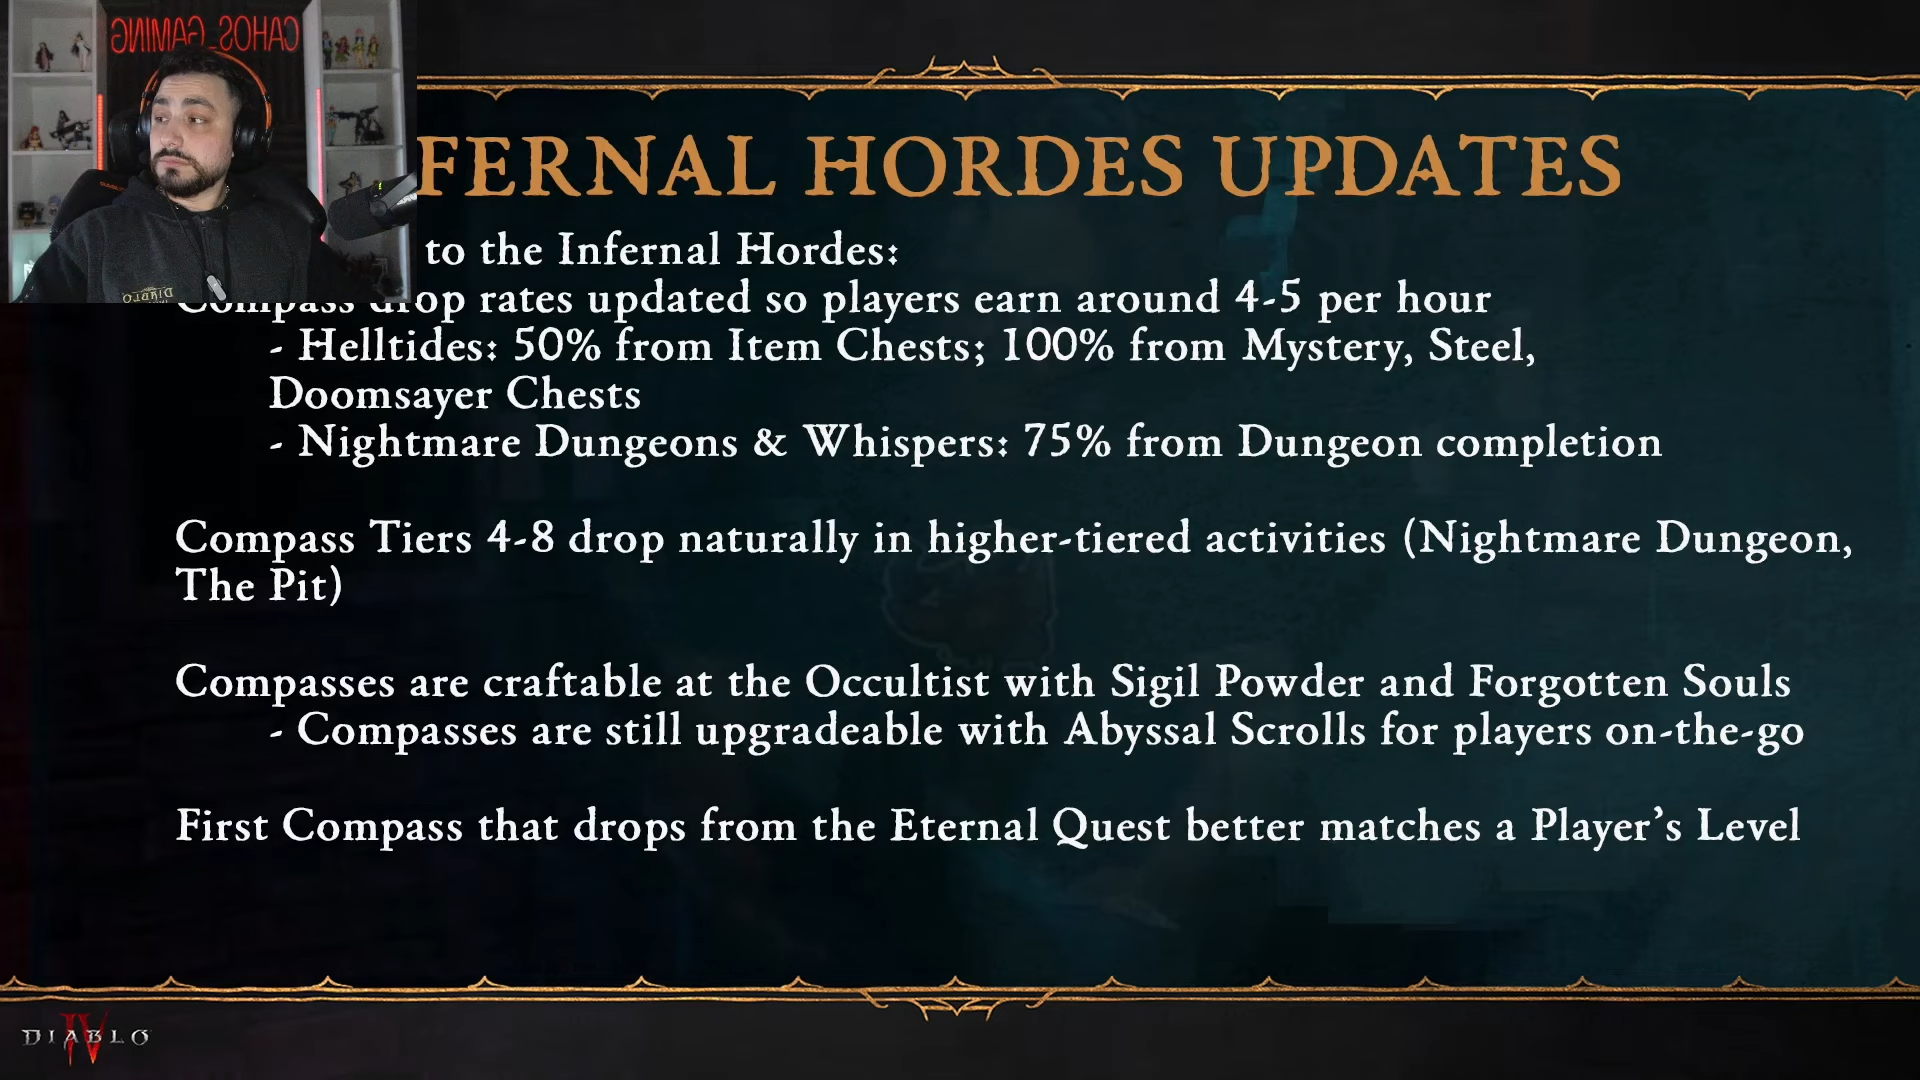 CAHOS_GAMING
FERNAL HORDES UPDATES
to the Infernal Hordes:
Compass drop rates updated so players earn around 4-5 per hour
- Helltides: 50% from Item Chests; 100% from Mystery, Steel,
Doomsayer Chests
- Nightmare Dungeons & Whispers: 75% from Dungeon completion
Compass Tiers 4-8 drop naturally in higher-tiered activities (Nightmare Dungeon,
The Pit)
Compasses are craftable at the Occultist with Sigil Powder and Forgotten Souls
- Compasses are still upgradeable with Abyssal Scrolls for players on-the-go
First Compass that drops from the Eternal Quest better matches a Player's Level
DIABLO
IV